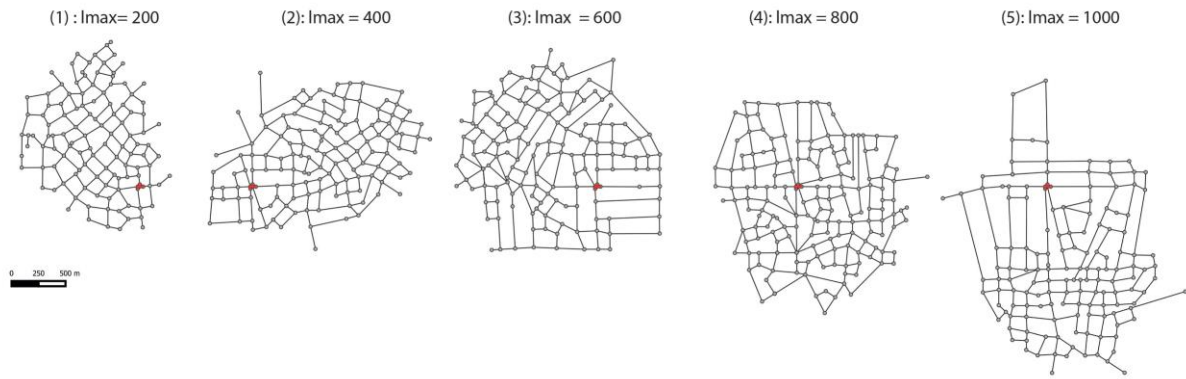 (1) : lmax= 200
(2) : lmax= 400
(3): lmax = 600
(4): lmax = 800
(5): lmax = 1000
0 250 500 m